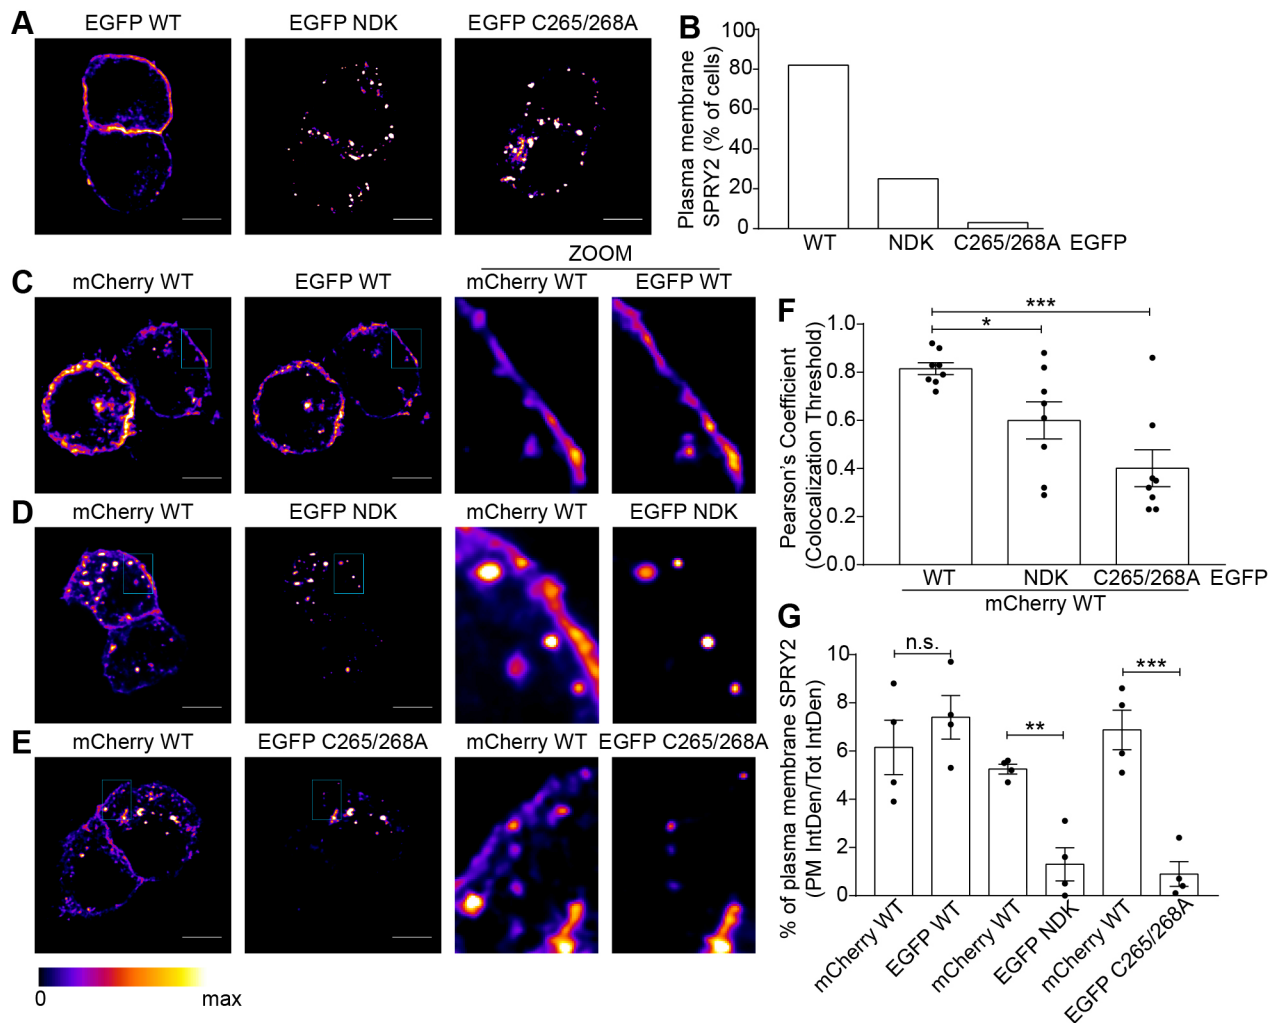 A
EGFP WT
EGFP NDK
EGFP C265/268A
B
Plasma membrane
SPRY2 (% of cells)
100
80
60
40
20
0
WT
NDK
C265/268A
EGFP
ZOOM
C
mCherry WT
EGFP WT
mCherry WT
EGFP WT
D
mCherry WT
EGFP NDK
mCherry WT
EGFP NDK
E
mCherry WT
EGFP C265/268A
mCherry WT
EGFP C265/268A
0
max
F
Pearson's Coefficient
(Colocalization Threshold)
1.0
0.8
0.6
0.4
0.2
0.0
***
*
WT
NDK
C265/268A
EGFP
mCherry WT
G
% of plasma membrane SPRY2
(PM IntDen/Tot IntDen)
10
8
6
4
2
0
n.s.
**
***
mCherry WT
EGFP WT
mCherry WT
EGFP NDK
mCherry WT
EGFP C265/268A